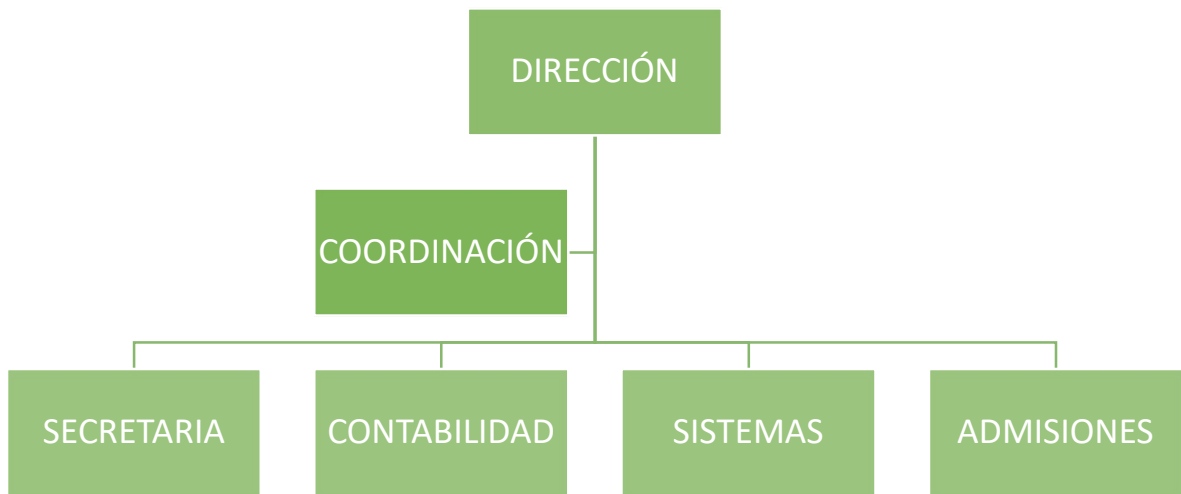 DIRECCIÓN
COORDINACIÓN
SECRETARIA
CONTABILIDAD
SISTEMAS
ADMISIONES